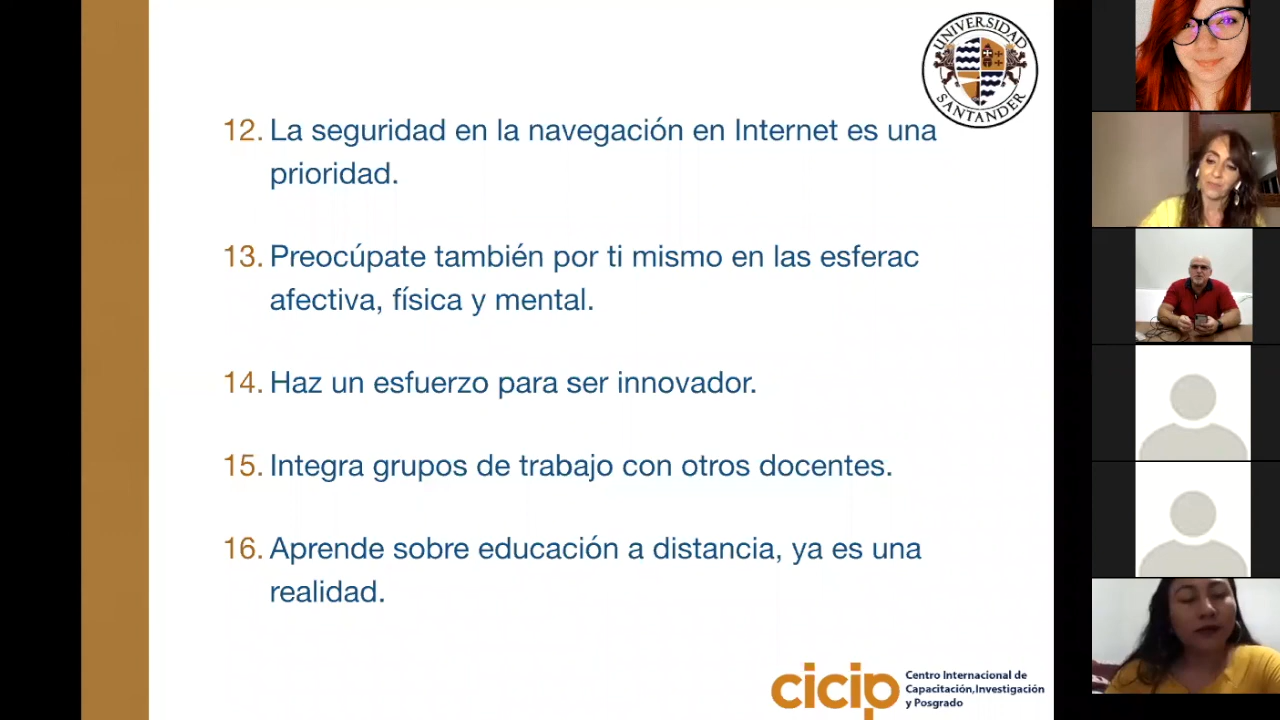 UNIVERSIDAD
SANTANDER
12. La seguridad en la navegación en Internet es una
prioridad.
13. Preocúpate también por ti mismo en las esferac
afectiva, física y mental.
14. Haz un esfuerzo para ser innovador.
15. Integra grupos de trabajo con otros docentes.
16. Aprende sobre educación a distancia, ya es una
realidad.
cicip
Centro Internacional de
Capacitación,Investigación
y Posgrado